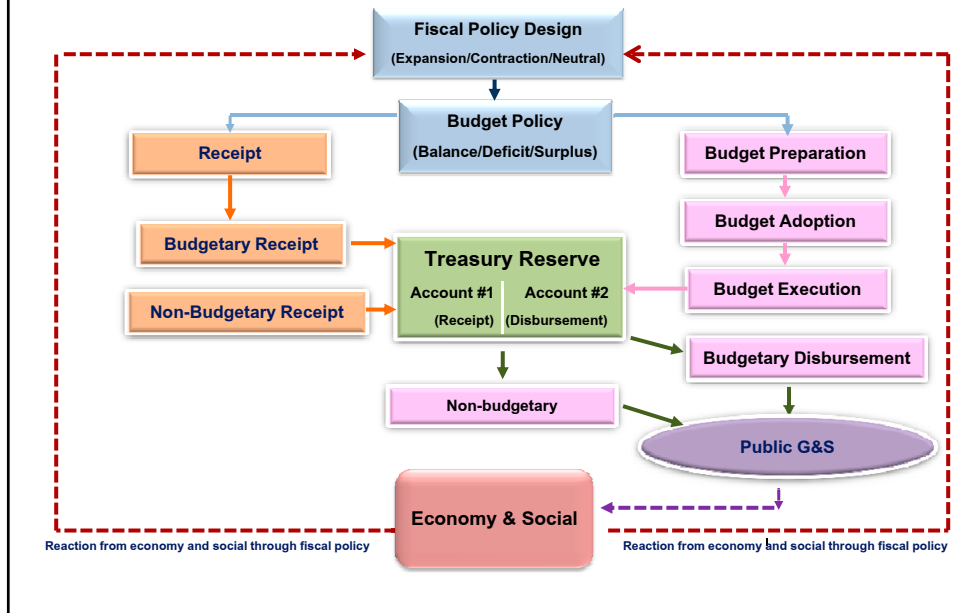 Fiscal Policy Design
(Expansion/Contraction/Neutral)
Budget Policy
(Balance/Deficit/Surplus)
Receipt
Budget Preparation
Budgetary Receipt
Budget Adoption
Treasury Reserve
Account #1
(Receipt)
Account #2
(Disbursement)
Non-Budgetary Receipt
Budget Execution
Budgetary Disbursement
Non-budgetary
Public G&S
Economy & Social
Reaction from economy and social through fiscal policy
Reaction from economy and social through fiscal policy